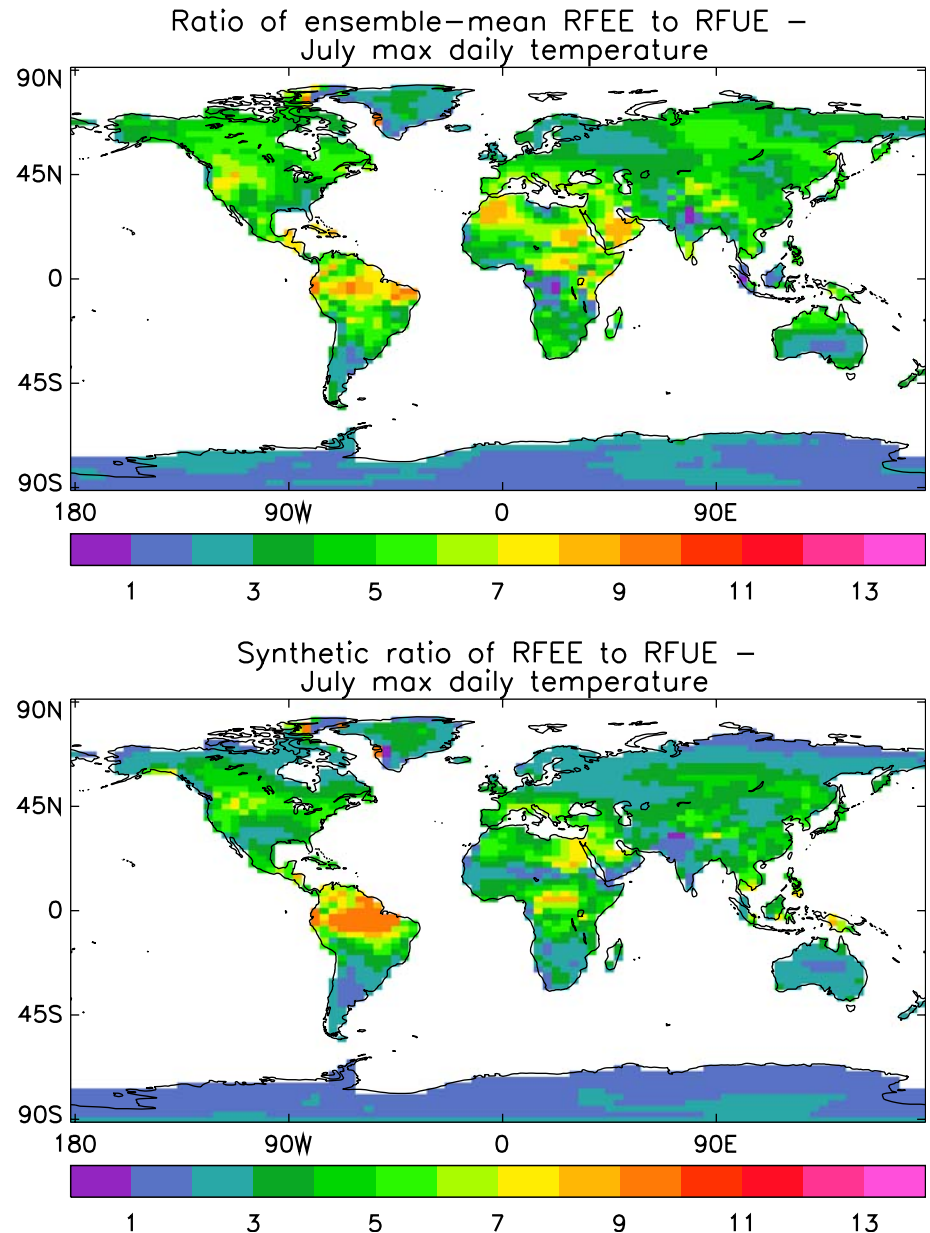 Ratio of ensemble-mean RFEE to RFUE -
July max daily temperature
90N
45N
0
45S
90S
180 90W 0 90E
1 3 5 7 9 11 13
Synthetic ratio of RFEE to RFUE -
July max daily temperature
90N
45N
0
45S
90S
180 90W 0 90E
1 3 5 7 9 11 13